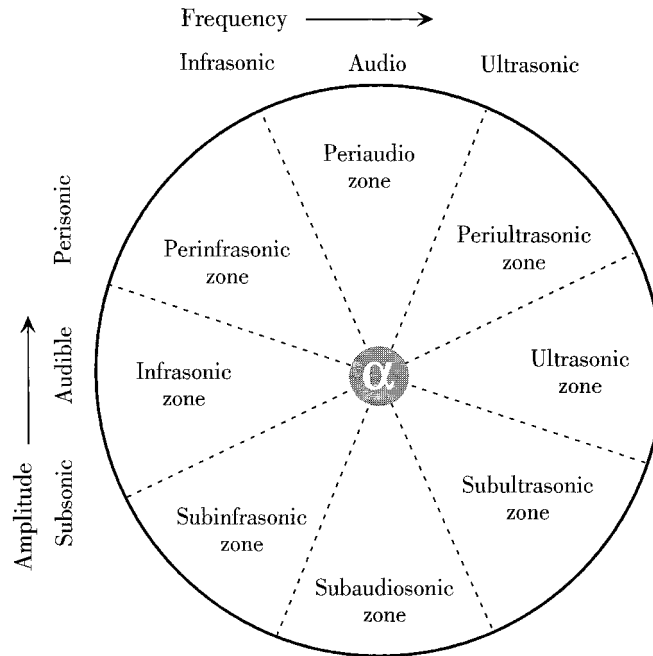 Frequency
Infrasonic Audio Ultrasonic
Periaudio
zone
Perisonic
Perinfrasonic
zone
Periultrasonic
zone
Amplitude
Audible
Infrasonic
zone
α
Ultrasonic
zone
Subsonic
Subinfrasonic
zone
Subultrasonic
zone
Subaudiosonic
zone